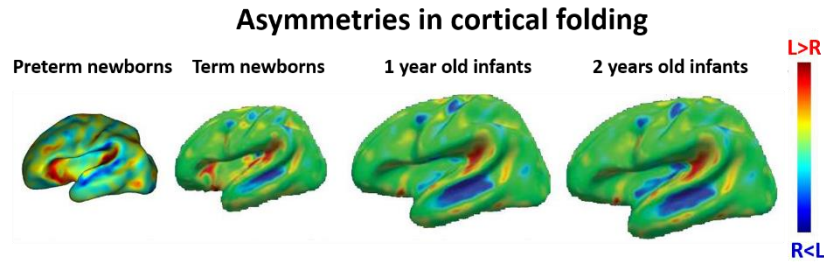 Asymmetries in cortical folding
L>R
Preterm newborns
Term newborns
1 year old infants
2 years old infants
R<L